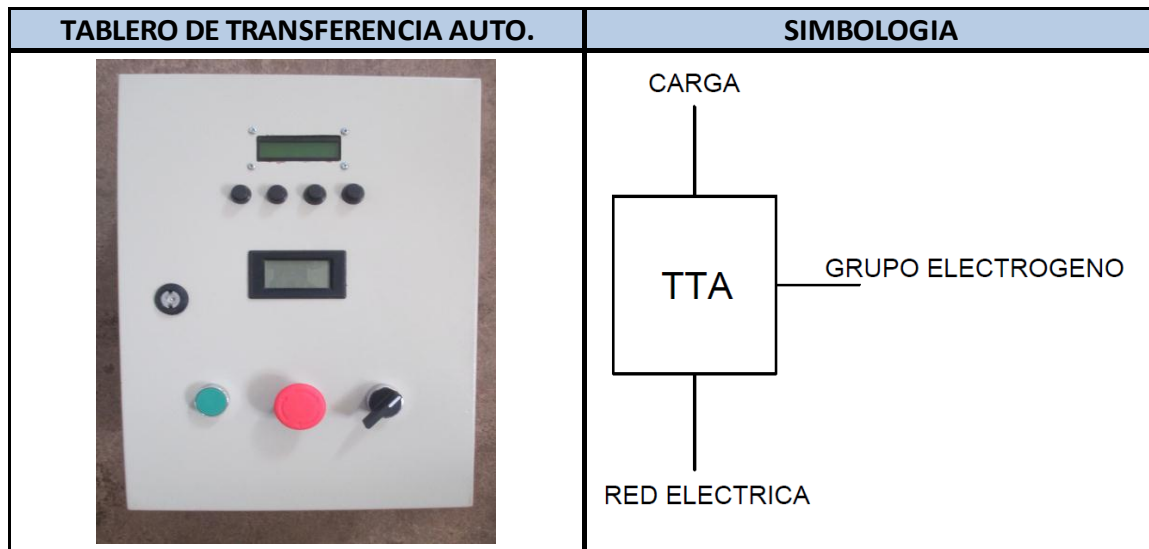 TABLERO DE TRANSFERENCIA AUTO.
SIMBOLOGIA
CARGA
TTA
GRUPO ELECTROGENO
RED ELECTRICA